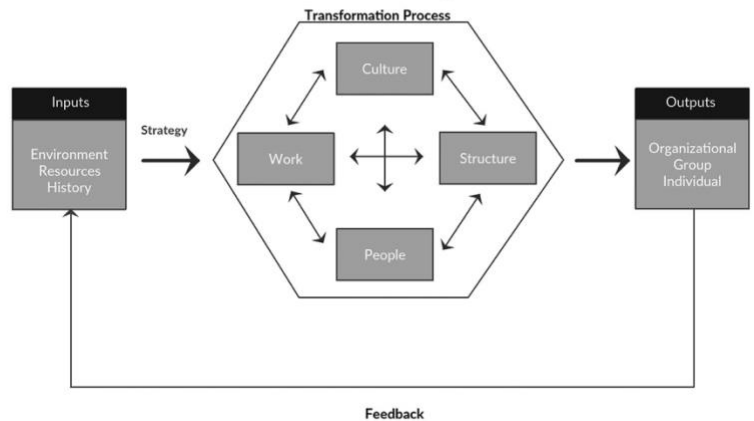 Transformation Process
Inputs
Environment
Resources
History
Strategy
Culture
Work
Structure
People
Outputs
Organizational
Group
Individual
Feedback